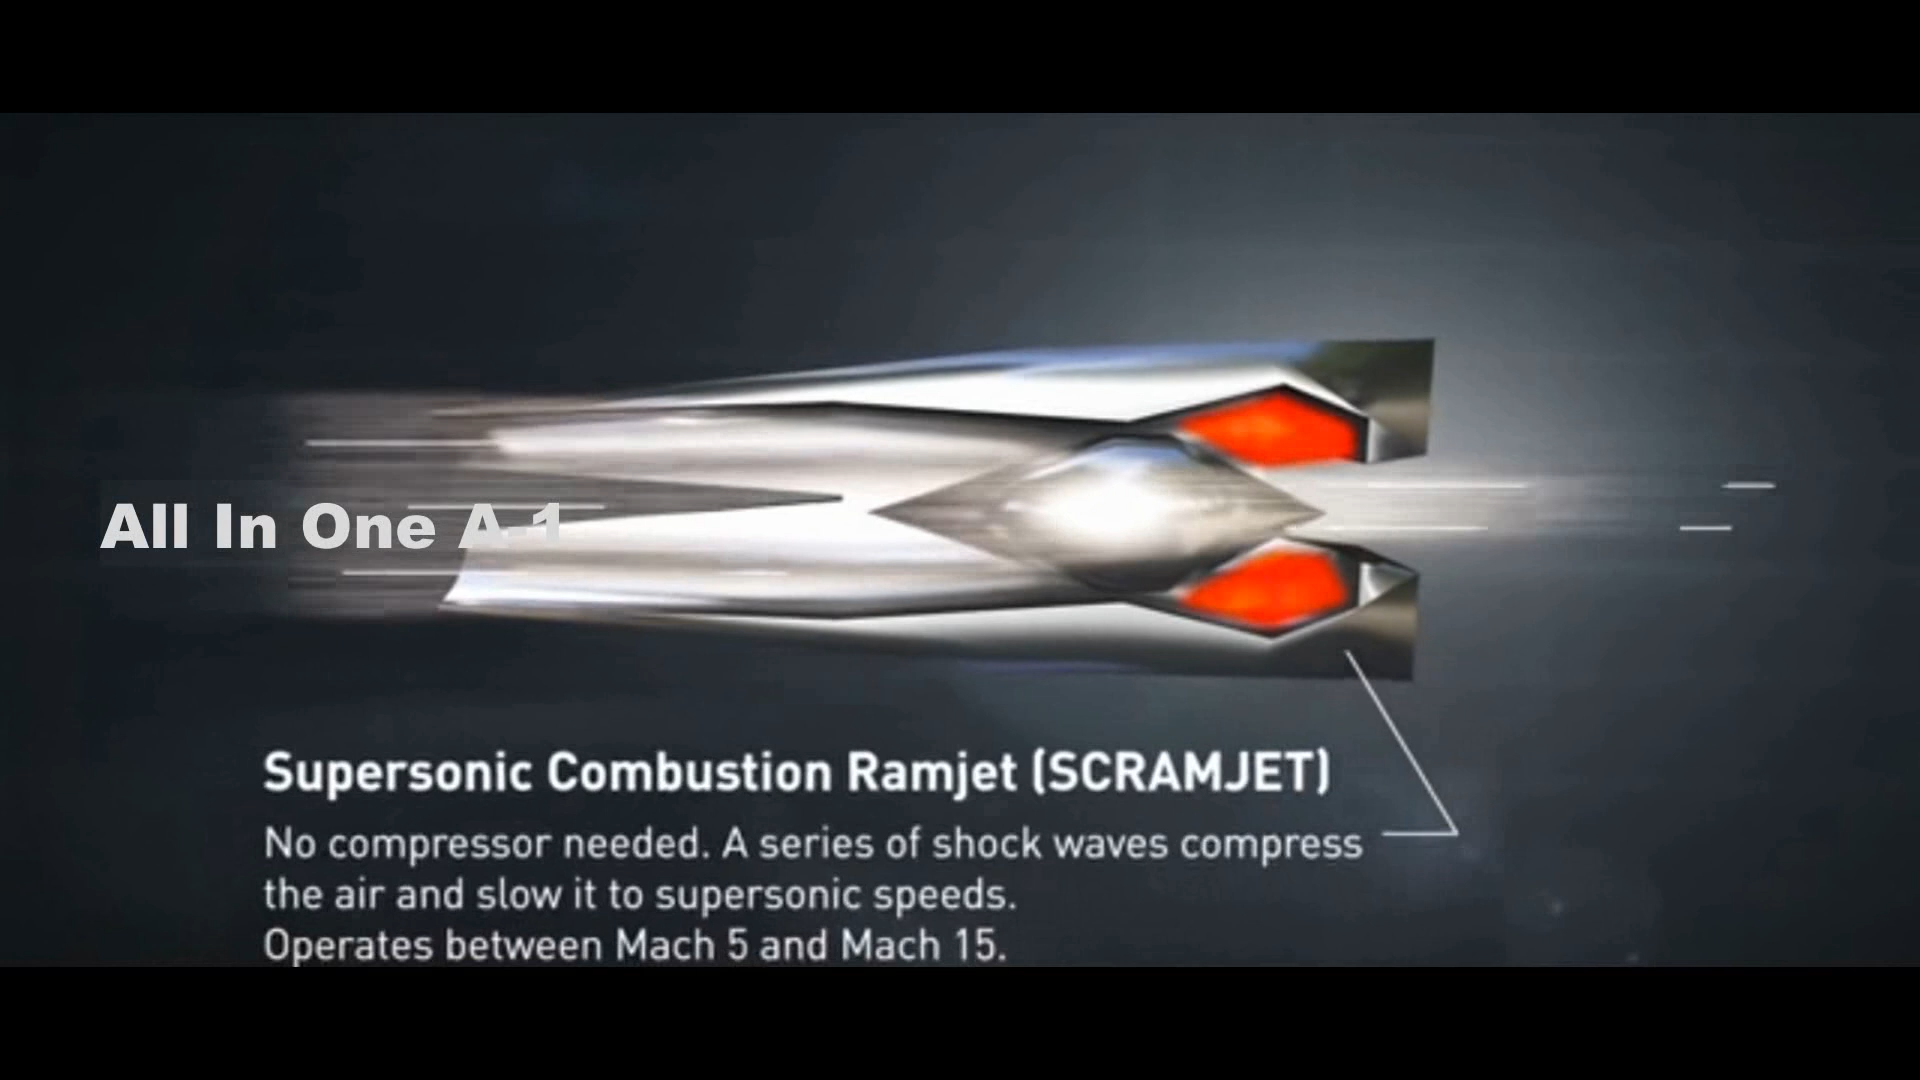 All In One A-1
Supersonic Combustion Ramjet (SCRAMJET)
No compressor needed. A series of shock waves compress
the air and slow it to supersonic speeds.
Operates between Mach 5 and Mach 15.